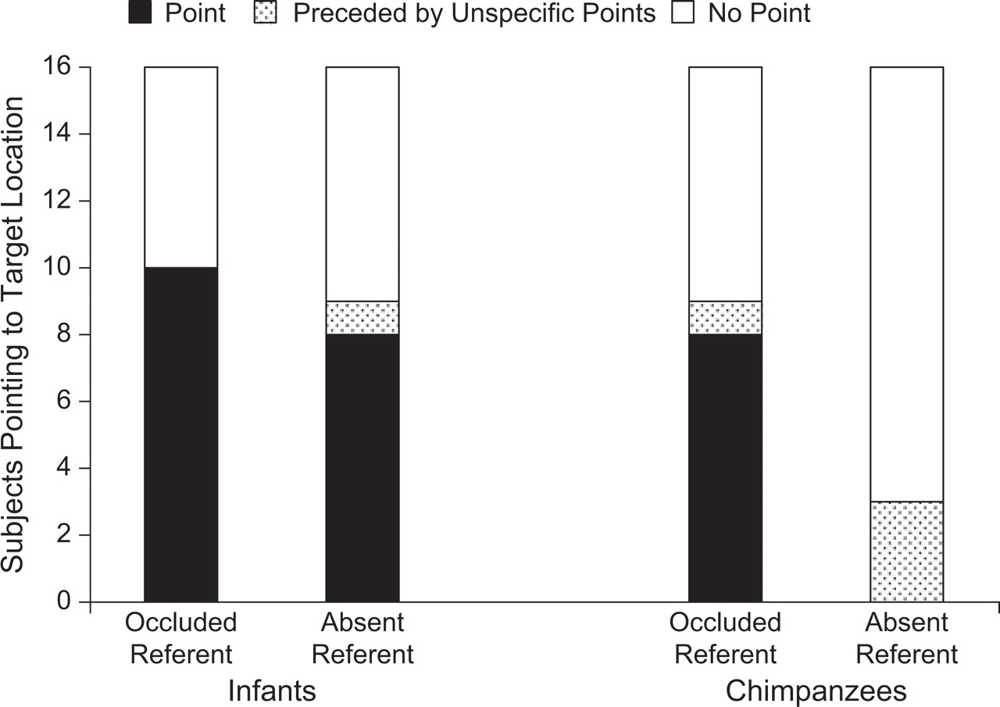 Point Preceded by Unspecific Points No Point
Subjects Pointing to Target Location
16
14
12
10
8
6
4
2
0
Occluded Referent
Absent Referent
Occluded Referent
Absent Referent
Infants
Chimpanzees